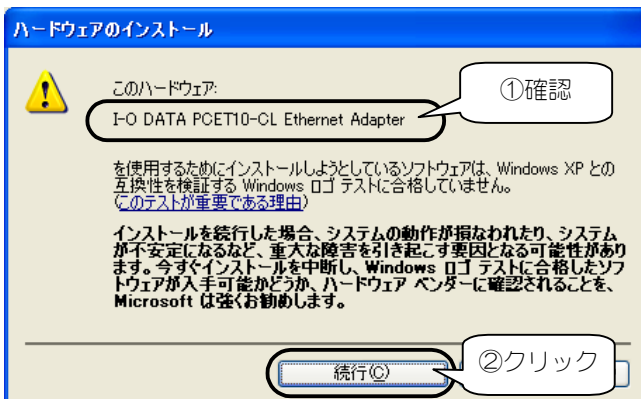 ハードウェアのインストール
このハードウェア:
①確認
I-O DATA PCET10-CL Ethernet Adapter
を使用するためにインストールしようとしているソフトウェアは、Windows XP との
互換性を検証する Windows ロゴ テストに合格していません。
(このテストが重要である理由)
インストールを続行した場合、システムの動作が損なわれたり、システム
が不安定になるなど、重大な障害を引き起こす要因となる可能性があり
ます。今すぐインストールを中断し、Windows ロゴ テストに合格したソフ
トウェアが入手可能かどうか、ハードウェア ベンダーに確認されることを、
Microsoft は強くお勧めします。
続行(C)
②クリック